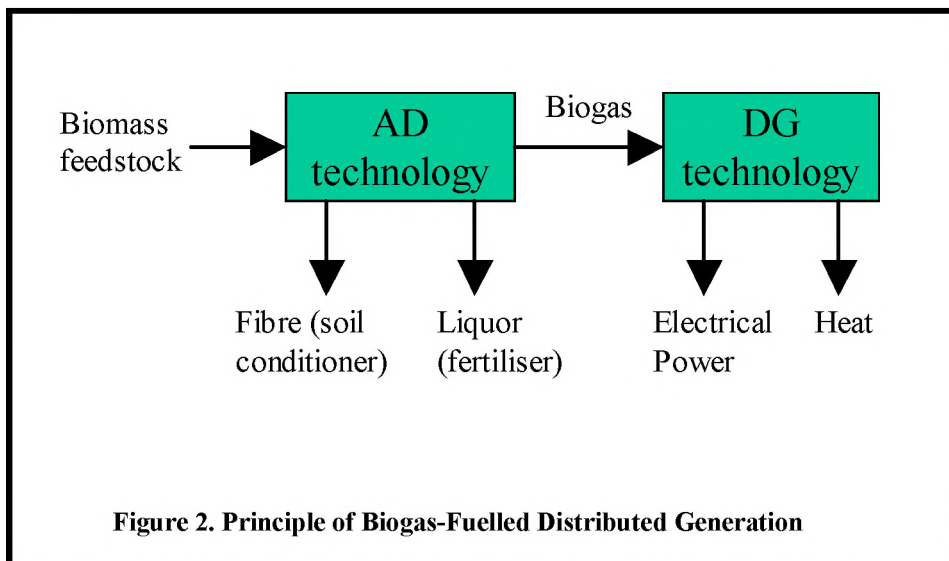 Biomass
feedstock
AD
technology
Biogas
DG
technology
Fibre (soil
conditioner)
Liquor
(fertiliser)
Electrical
Power
Heat
Figure 2. Principle of Biogas-Fuelled Distributed Generation